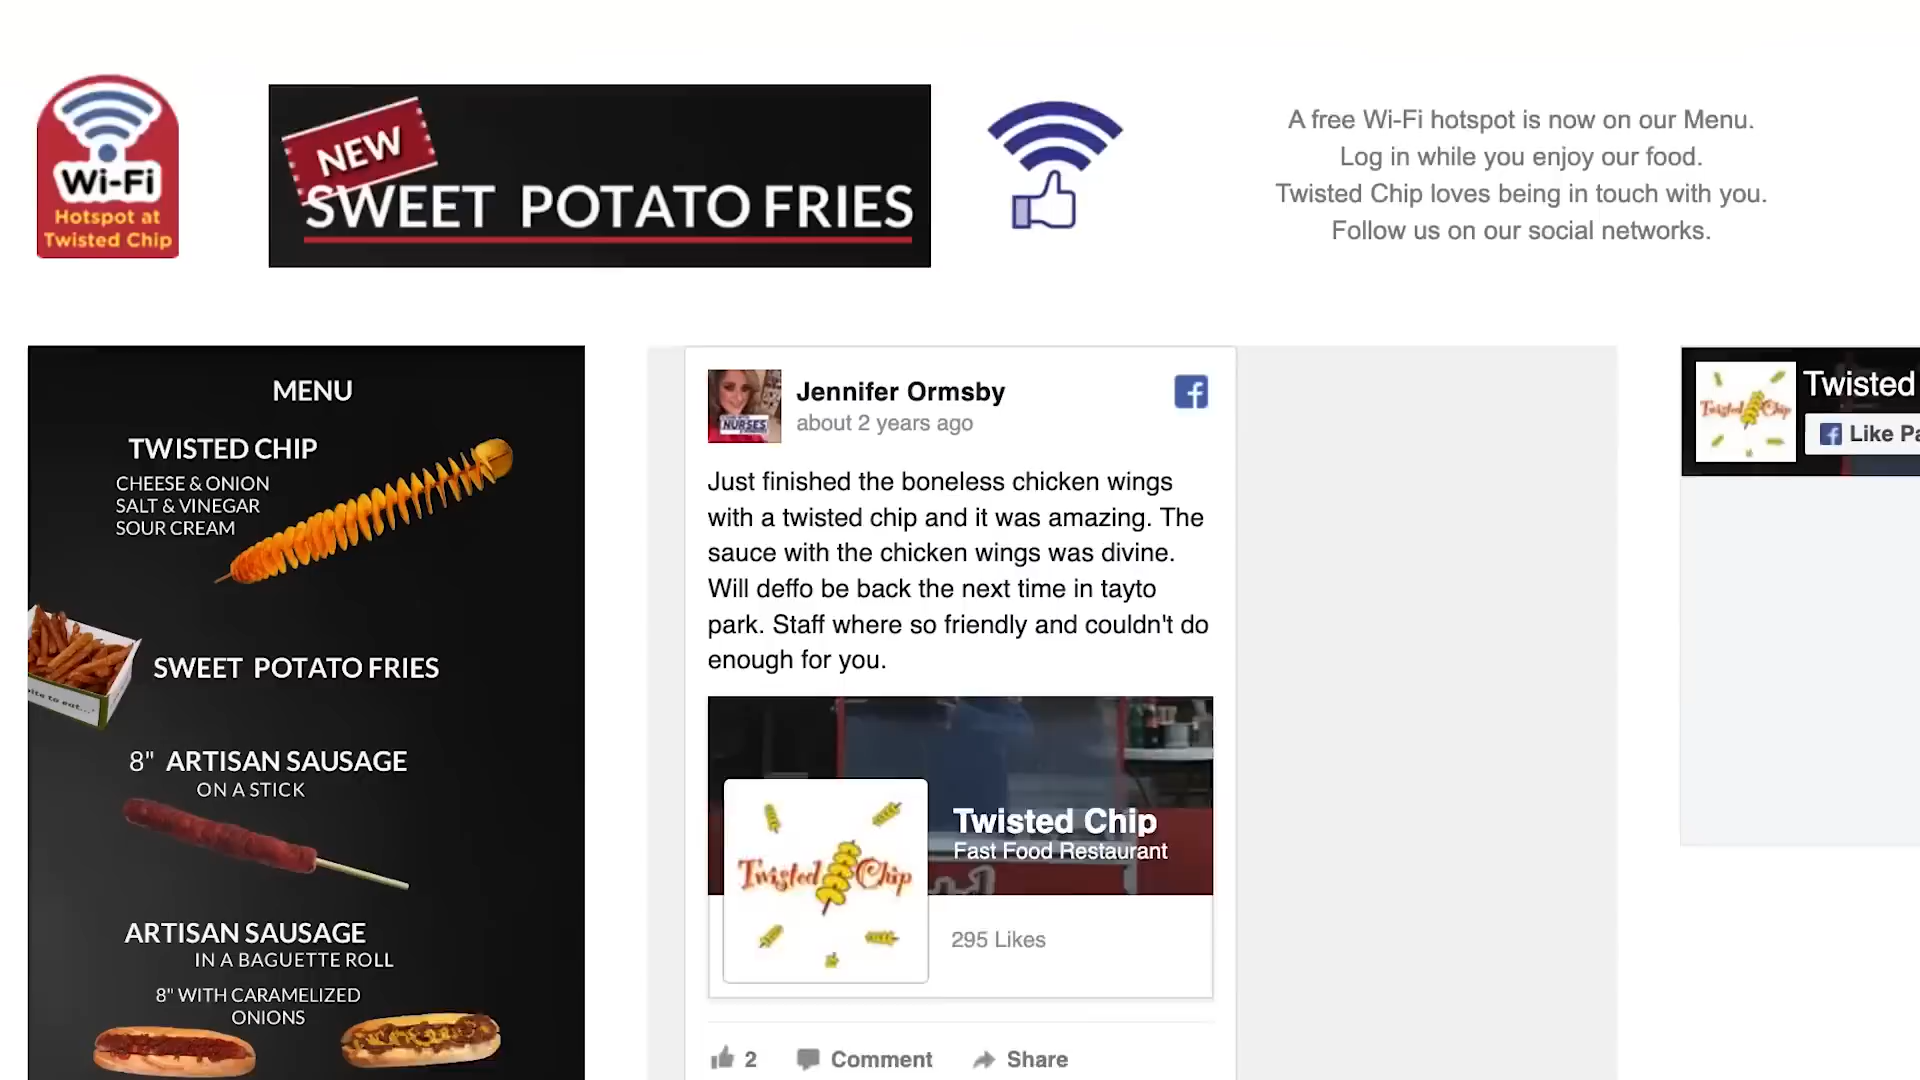 Wi-Fi
Hotspot at
Twisted Chip
NEW
SWEET POTATO FRIES
A free Wi-Fi hotspot is now on our Menu.
Log in while you enjoy our food.
Twisted Chip loves being in touch with you.
Follow us on our social networks.
MENU
TWISTED CHIP
CHEESE & ONION
SALT & VINEGAR
SOUR CREAM
SWEET POTATO FRIES
8" ARTISAN SAUSAGE
ON A STICK
ARTISAN SAUSAGE
IN A BAGUETTE ROLL
8" WITH CARAMELIZED
ONIONS
NURSES
Jennifer Ormsby
about 2 years ago
Just finished the boneless chicken wings
with a twisted chip and it was amazing. The
sauce with the chicken wings was divine.
Will deffo be back the next time in tayto
park. Staff where so friendly and couldn't do
enough for you.
Twisted Chip
Twisted Chip
Fast Food Restaurant
295 Likes
2 Comment Share
Twisted Chip
Twisted
Like